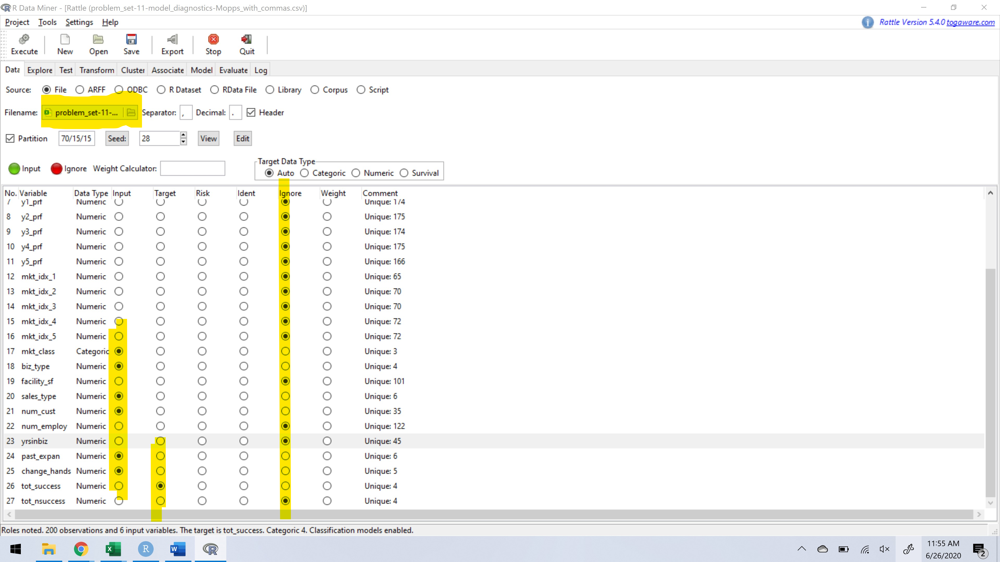 R Data Miner - [Rattle (problem_set-11-model_diagnostics-Mopps_with_commas.csv)]
Project Tools Settings Help
Rattle Version 5.4.0 togaware.com
Execute New Open Save Export Stop Quit
Data Explore Test Transform Cluster Associate Model Evaluate Log
Source: File ARFF ODBC R Dataset RData File Library Corpus Script
Filename: problem_set-11-... Separator: , Decimal: . Header
Partition 70/15/15 Seed: 28 View Edit
Target Data Type
Input Ignore Weight Calculator: Auto Categoric Numeric Survival
No. Variable Data Type Input Target Risk Ident Ignore Weight Comment
7 y1_prf Numeric Unique: 174
8 y2_prf Numeric Unique: 175
9 y3_prf Numeric Unique: 174
10 y4_prf Numeric Unique: 175
11 y5_prf Numeric Unique: 166
12 mkt_idx_1 Numeric Unique: 65
13 mkt_idx_2 Numeric Unique: 70
14 mkt_idx_3 Numeric Unique: 70
15 mkt_idx_4 Numeric Unique: 72
16 mkt_idx_5 Numeric Unique: 72
17 mkt_class Categoric Unique: 3
18 biz_type Numeric Unique: 4
19 facility_sf Numeric Unique: 101
20 sales_type Numeric Unique: 6
21 num_cust Numeric Unique: 35
22 num_employ Numeric Unique: 122
23 yrsinbiz Numeric Unique: 45
24 past_expan Numeric Unique: 6
25 change_hands Numeric Unique: 5
26 tot_success Numeric Unique: 4
27 tot_nsuccess Numeric Unique: 4
Roles noted. 200 observations and 6 input variables. The target is tot_success. Categoric 4. Classification models enabled.
11:55 AM
6/26/2020
2